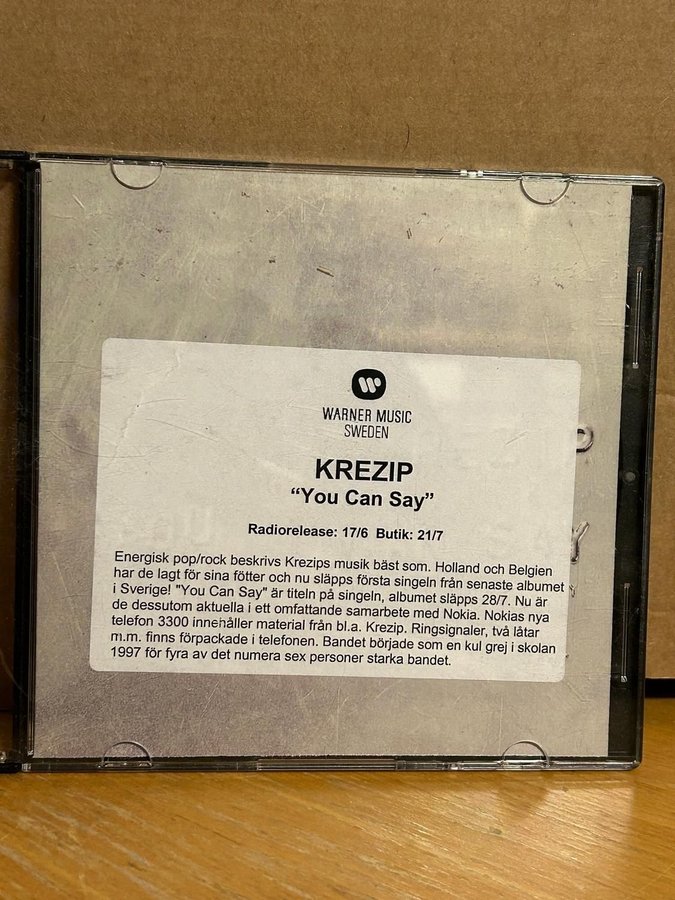 WARNER MUSIC
SWEDEN
KREZIP
“You Can Say”
Radiorelease: 17/6 Butik: 21/7
Energisk pop/rock beskrivs Krezips musik bäst som. Holland och Belgien
har de lagt för sina fötter och nu släpps första singeln från senaste albumet
i Sverige! "You Can Say" är titeln på singeln, albumet släpps 28/7. Nu är
de dessutom aktuella i ett omfattande samarbete med Nokia. Nokias nya
telefon 3300 innehåller material från bl.a. Krezip. Ringsignaler, två låtar
m.m. finns förpackade i telefonen. Bandet började som en kul grej i skolan
1997 för fyra av det numera sex personer starka bandet.